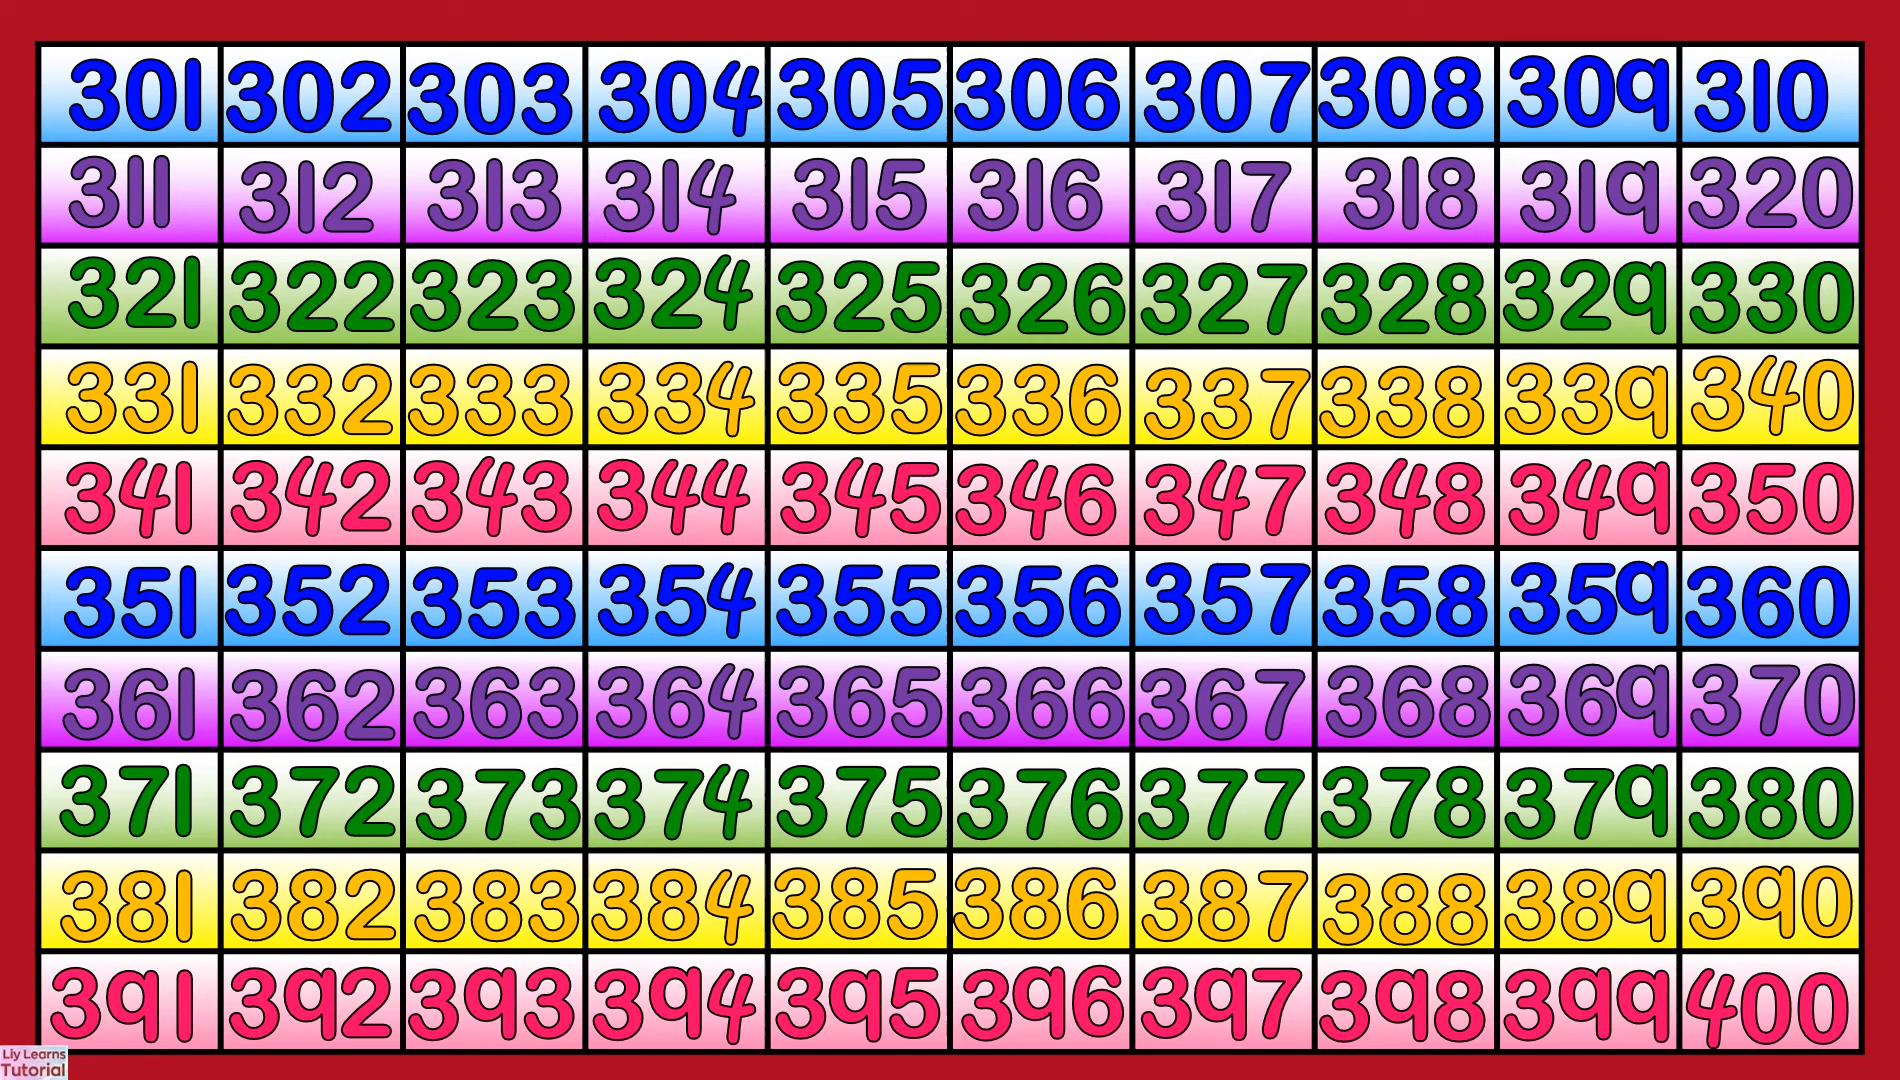 301 302 303 304 305 306 307 308 309 310
311 312 313 314 315 316 317 318 319 320
321 322 323 324 325 326 327 328 329 330
331 332 333 334 335 336 337 338 339 340
341 342 343 344 345 346 347 348 349 350
351 352 353 354 355 356 357 358 359 360
361 362 363 364 365 366 367 368 369 370
371 372 373 374 375 376 377 378 379 380
381 382 383 384 385 386 387 388 389 390
391 392 393 394 395 396 397 398 399 400
Liy Learns
Tutorial